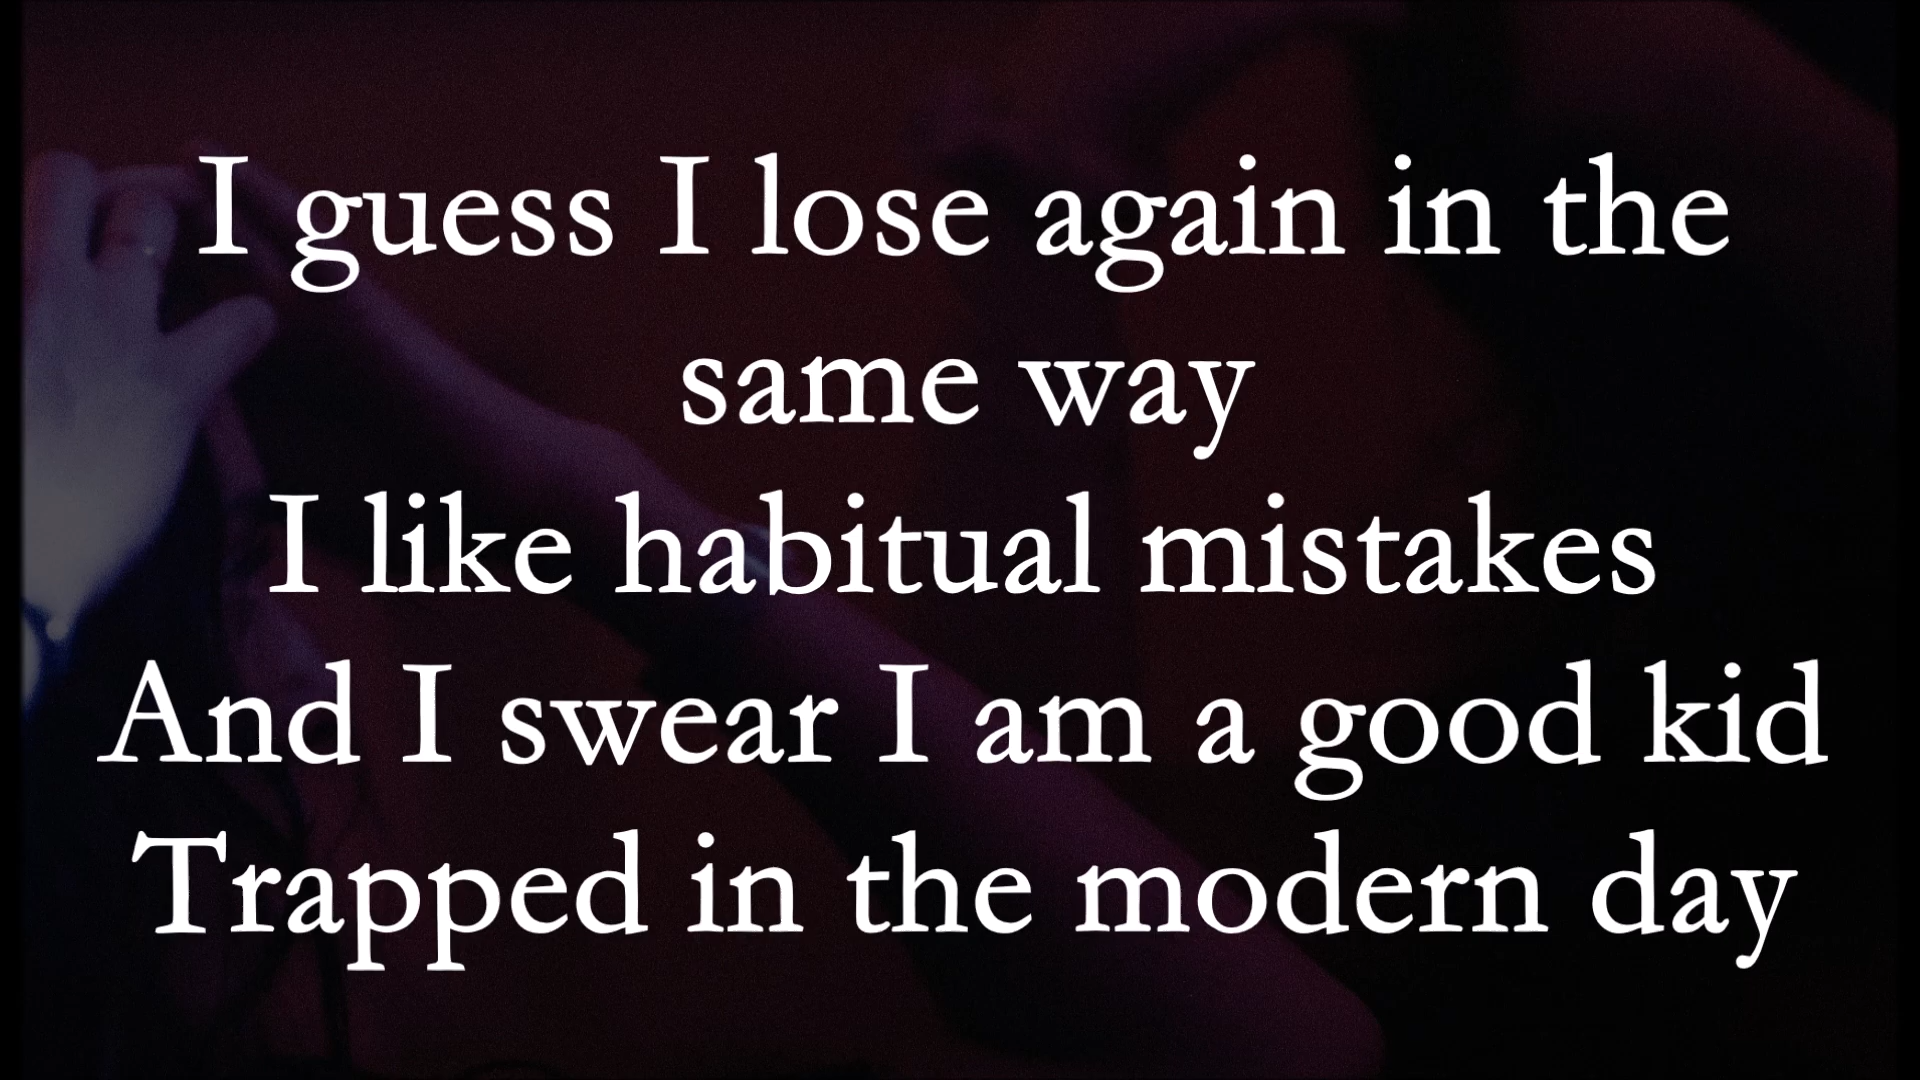 I guess I lose again in the
same way
I like habitual mistakes
And I swear I am a good kid
Trapped in the modern day